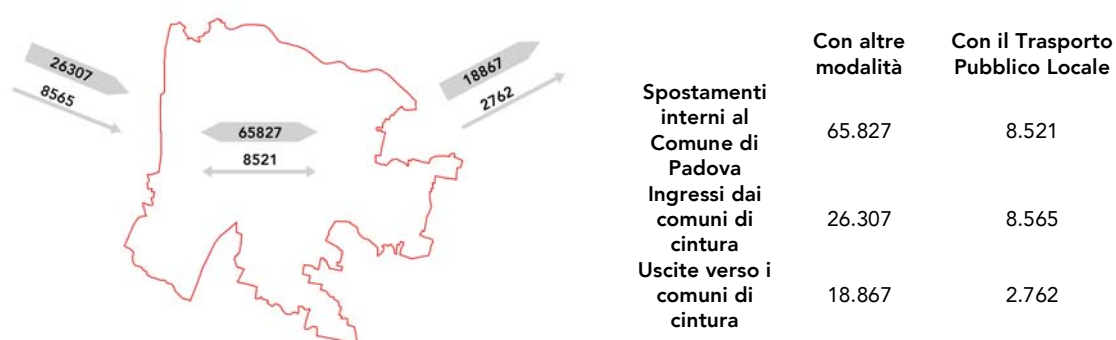 26307
8565
65827
8521
18867
2762
Con altre
modalità
Con il Trasporto
Pubblico Locale
Spostamenti
interni al
Comune di
Padova
65.827
8.521
Ingressi dai
comuni di
cintura
26.307
8.565
Uscite verso i
comuni di
cintura
18.867
2.762